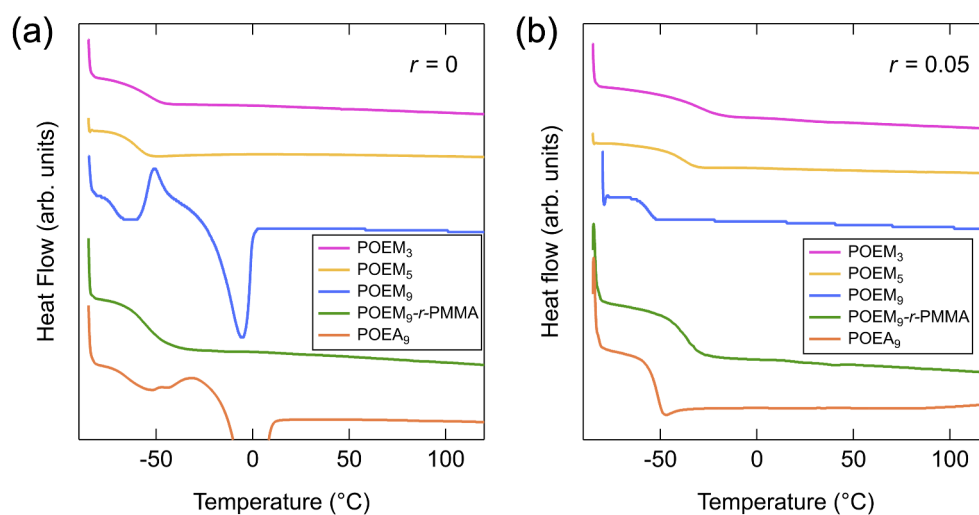 (a)
r = 0
Heat Flow (arb. units)
POEM₃
POEM₅
POEM₉
POEM₉-r-PMMA
POEA₉
-50 0 50 100
Temperature (°C)
(b)
r = 0.05
Heat flow (arb. units)
POEM₃
POEM₅
POEM₉
POEM₉-r-PMMA
POEA₉
-50 0 50 100
Temperature (°C)